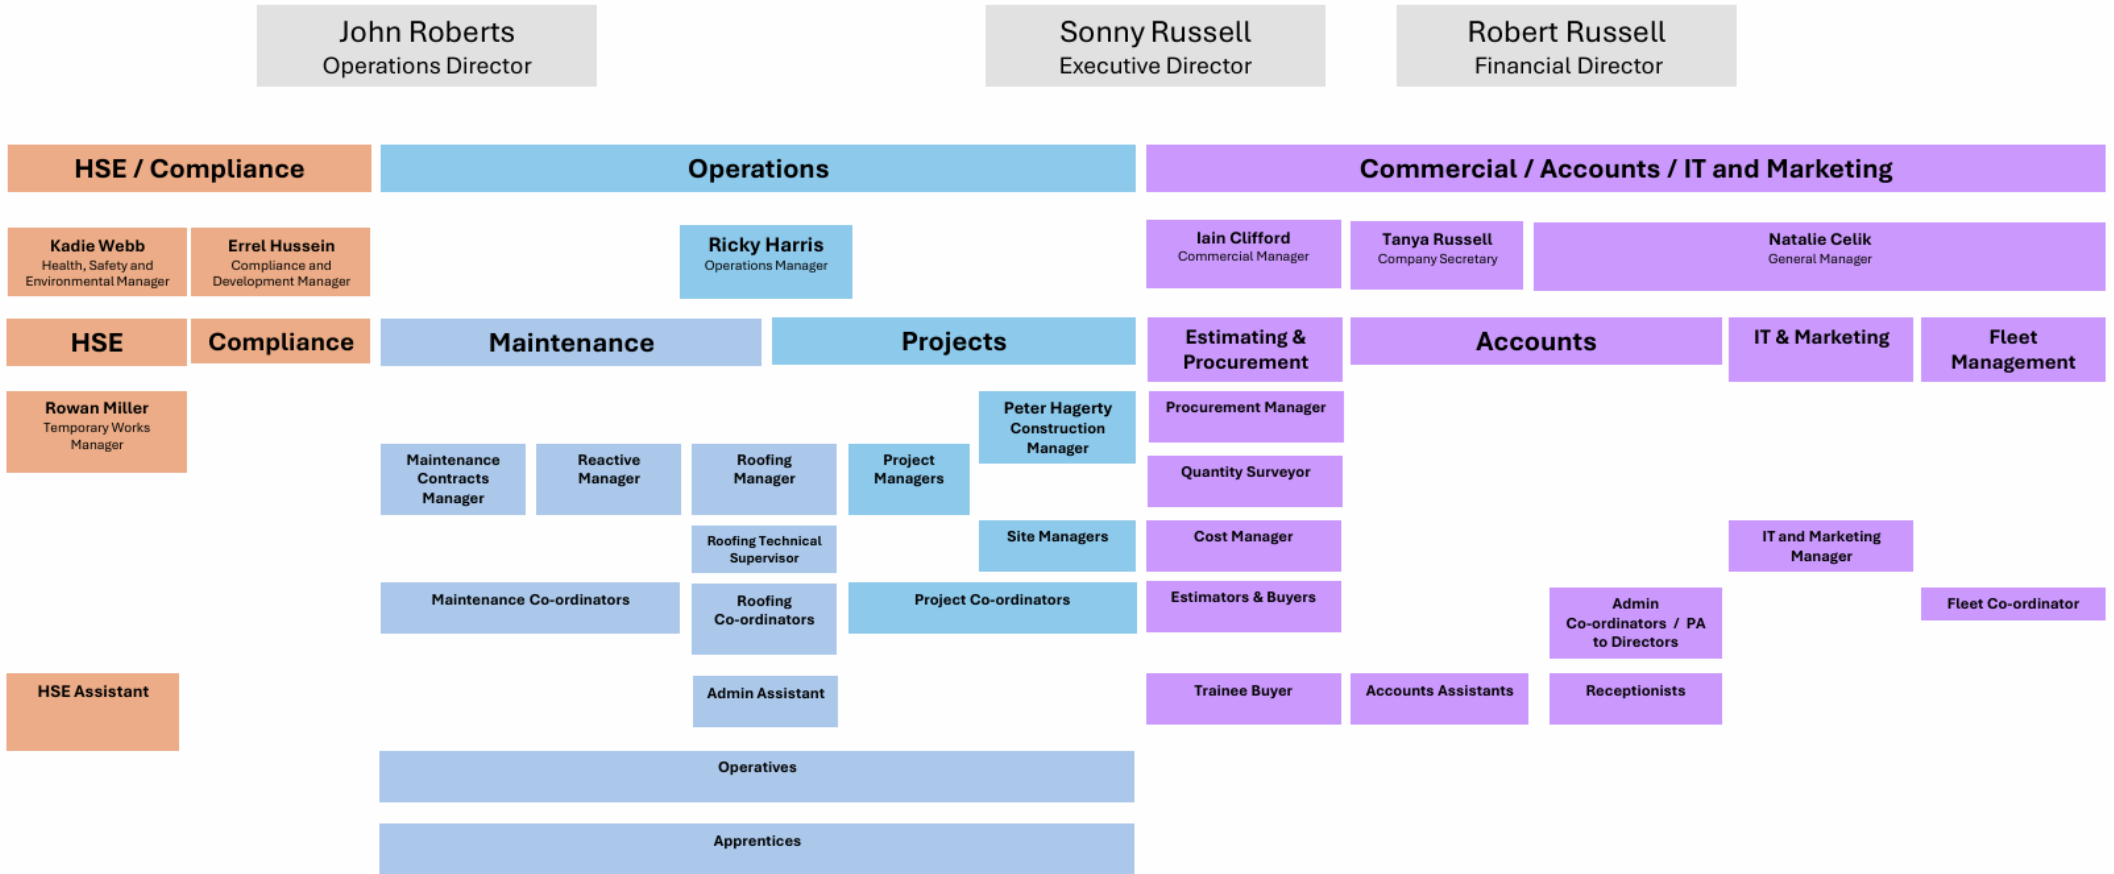 John Roberts
Operations Director
Sonny Russell
Executive Director
Robert Russell
Financial Director
HSE / Compliance
Operations
Commercial / Accounts / IT and Marketing
Kadie Webb
Health, Safety and
Environmental Manager
Errel Hussein
Compliance and
Development Manager
Ricky Harris
Operations Manager
Iain Clifford
Commercial Manager
Tanya Russell
Company Secretary
Natalie Celik
General Manager
HSE
Compliance
Maintenance
Projects
Estimating &
Procurement
Accounts
IT & Marketing
Fleet
Management
Rowan Miller
Temporary Works
Manager
Peter Hagerty
Construction
Manager
Procurement Manager
Maintenance
Contracts
Manager
Reactive
Manager
Roofing
Manager
Project
Managers
Quantity Surveyor
Roofing Technical
Supervisor
Site Managers
Cost Manager
IT and Marketing
Manager
Maintenance Co-ordinators
Roofing
Co-ordinators
Project Co-ordinators
Estimators & Buyers
Admin
Co-ordinators / PA
to Directors
Fleet Co-ordinator
HSE Assistant
Admin Assistant
Trainee Buyer
Accounts Assistants
Receptionists
Operatives
Apprentices